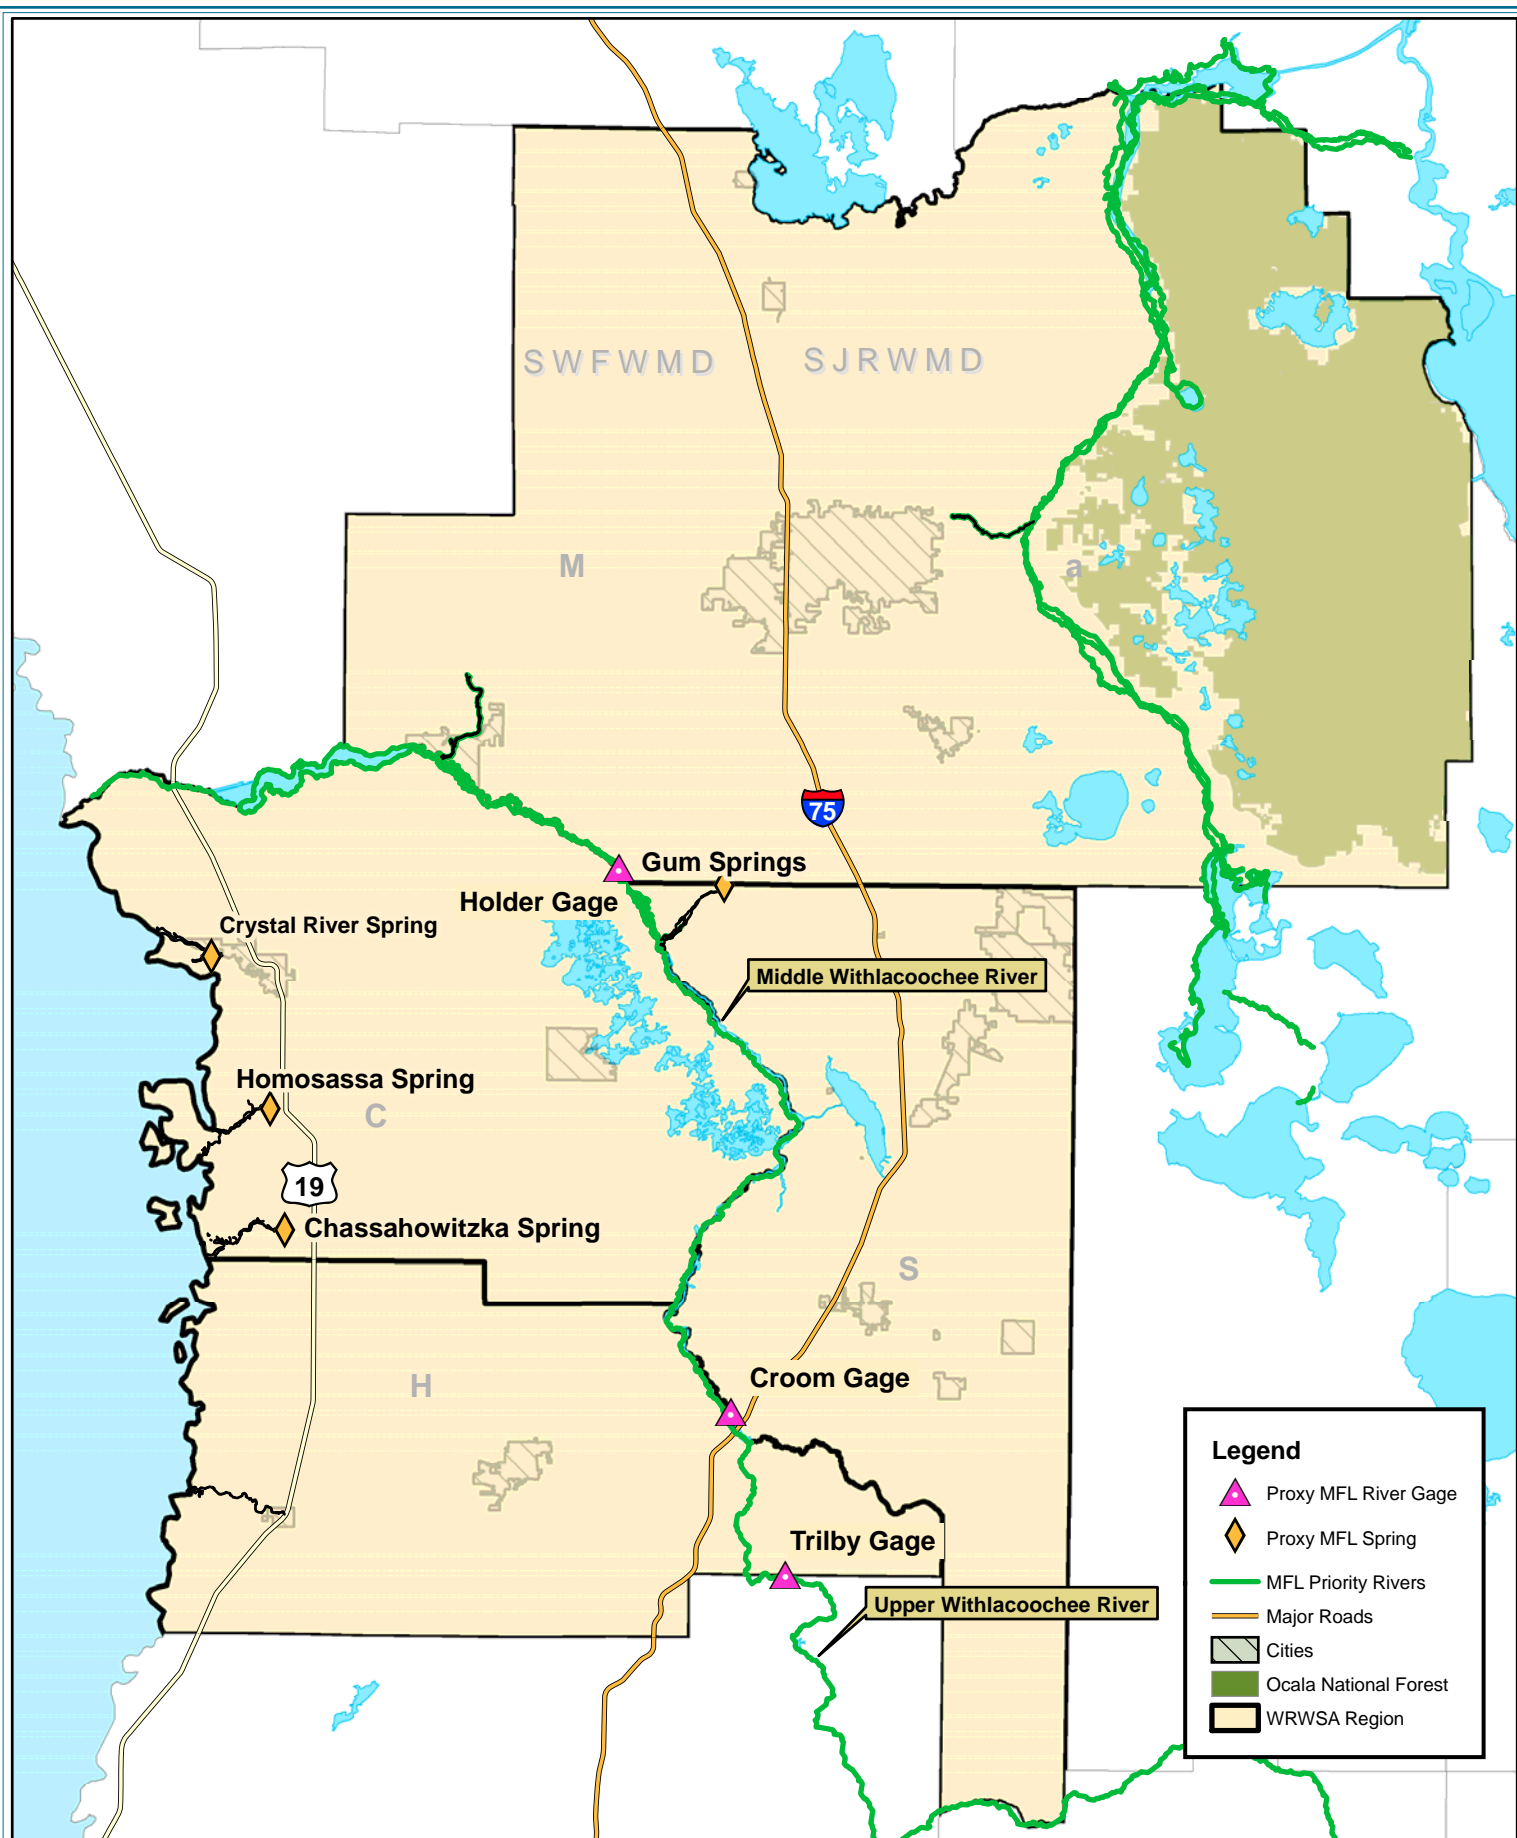 SWFWMD
SJRWMD
M
a
75
Gum Springs
Holder Gage
Crystal River Spring
Middle Withlacoochee River
Homosassa Spring
C
19
Chassahowitzka Spring
S
Croom Gage
H
Legend
Proxy MFL River Gage
Proxy MFL Spring
Trilby Gage
MFL Priority Rivers
Upper Withlacoochee River
Major Roads
Cities
Ocala National Forest
WRWSA Region